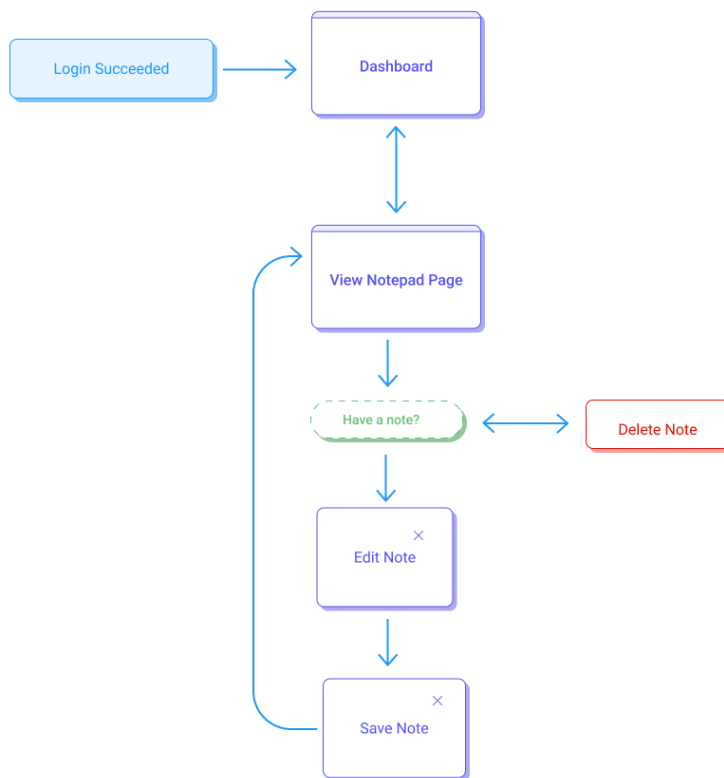 Login Succeeded
Dashboard
View Notepad Page
Have a note?
Delete Note
Edit Note
Save Note